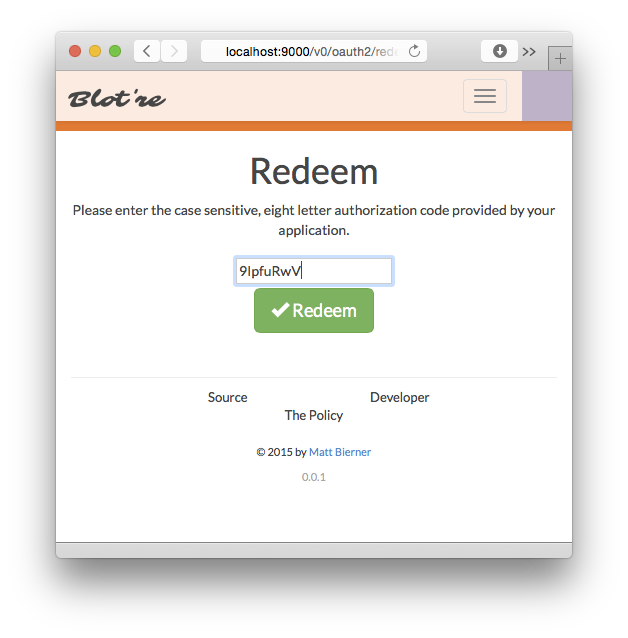 localhost:9000/v0/oauth2/rede
Blot're
Redeem
Please enter the case sensitive, eight letter authorization code provided by your
application.
9IpfuRwV
Redeem
Source Developer
The Policy
© 2015 by Matt Bierner
0.0.1